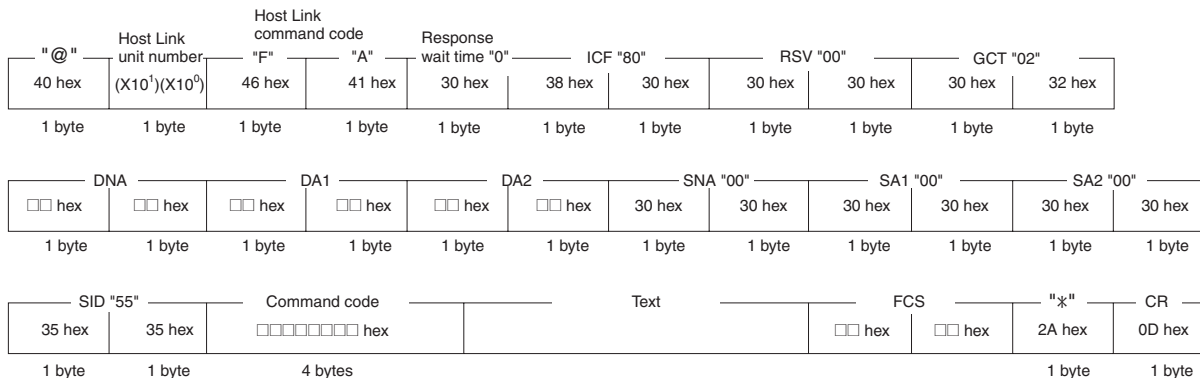 Host Link
command code
"@" Host Link unit number "F" "A" Response wait time "0" ICF "80" RSV "00" GCT "02"
40 hex (X10¹)(X10⁰) 46 hex 41 hex 30 hex 38 hex 30 hex 30 hex 30 hex 30 hex 32 hex
1 byte 1 byte 1 byte 1 byte 1 byte 1 byte 1 byte 1 byte 1 byte 1 byte 1 byte
DNA DA1 DA2 SNA "00" SA1 "00" SA2 "00"
□□ hex □□ hex □□ hex □□ hex □□ hex □□ hex 30 hex 30 hex 30 hex 30 hex 30 hex 30 hex
1 byte 1 byte 1 byte 1 byte 1 byte 1 byte 1 byte 1 byte 1 byte 1 byte 1 byte 1 byte
SID "55" Command code Text FCS "*" CR
35 hex 35 hex □□□□□□□□ hex □□ hex □□ hex 2A hex 0D hex
1 byte 1 byte 4 bytes 1 byte 1 byte